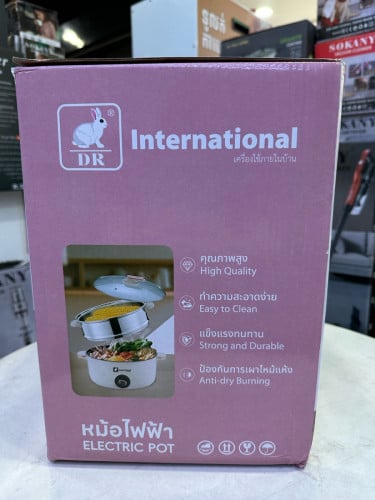 SOKANY
VACUUM CLEANER
DR
®
International
เครื่องใช้ภายในบ้าน
คุณภาพสูง
High Quality
ทำความสะอาดง่าย
Easy to Clean
แข็งแรงทนทาน
Strong and Durable
ป้องกันการเผาไหม้แห้ง
Anti-dry Burning
หม้อไฟฟ้า
ELECTRIC POT